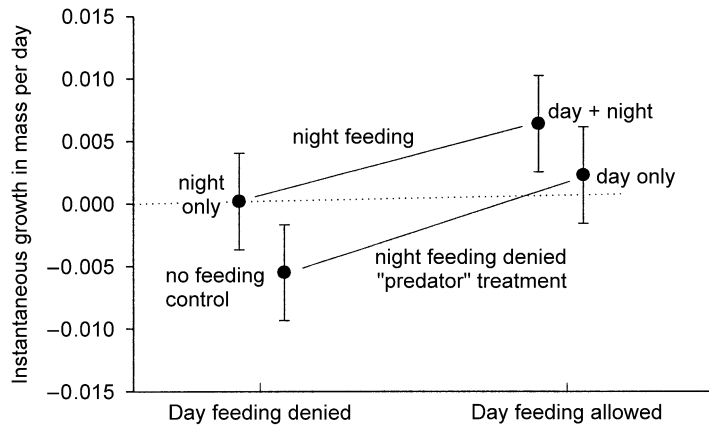 Instantaneous growth in mass per day
0.015
0.010
0.005
0.000
−0.005
−0.010
−0.015
night feeding
day + night
night
only
day only
no feeding
control
night feeding denied
"predator" treatment
Day feeding denied
Day feeding allowed